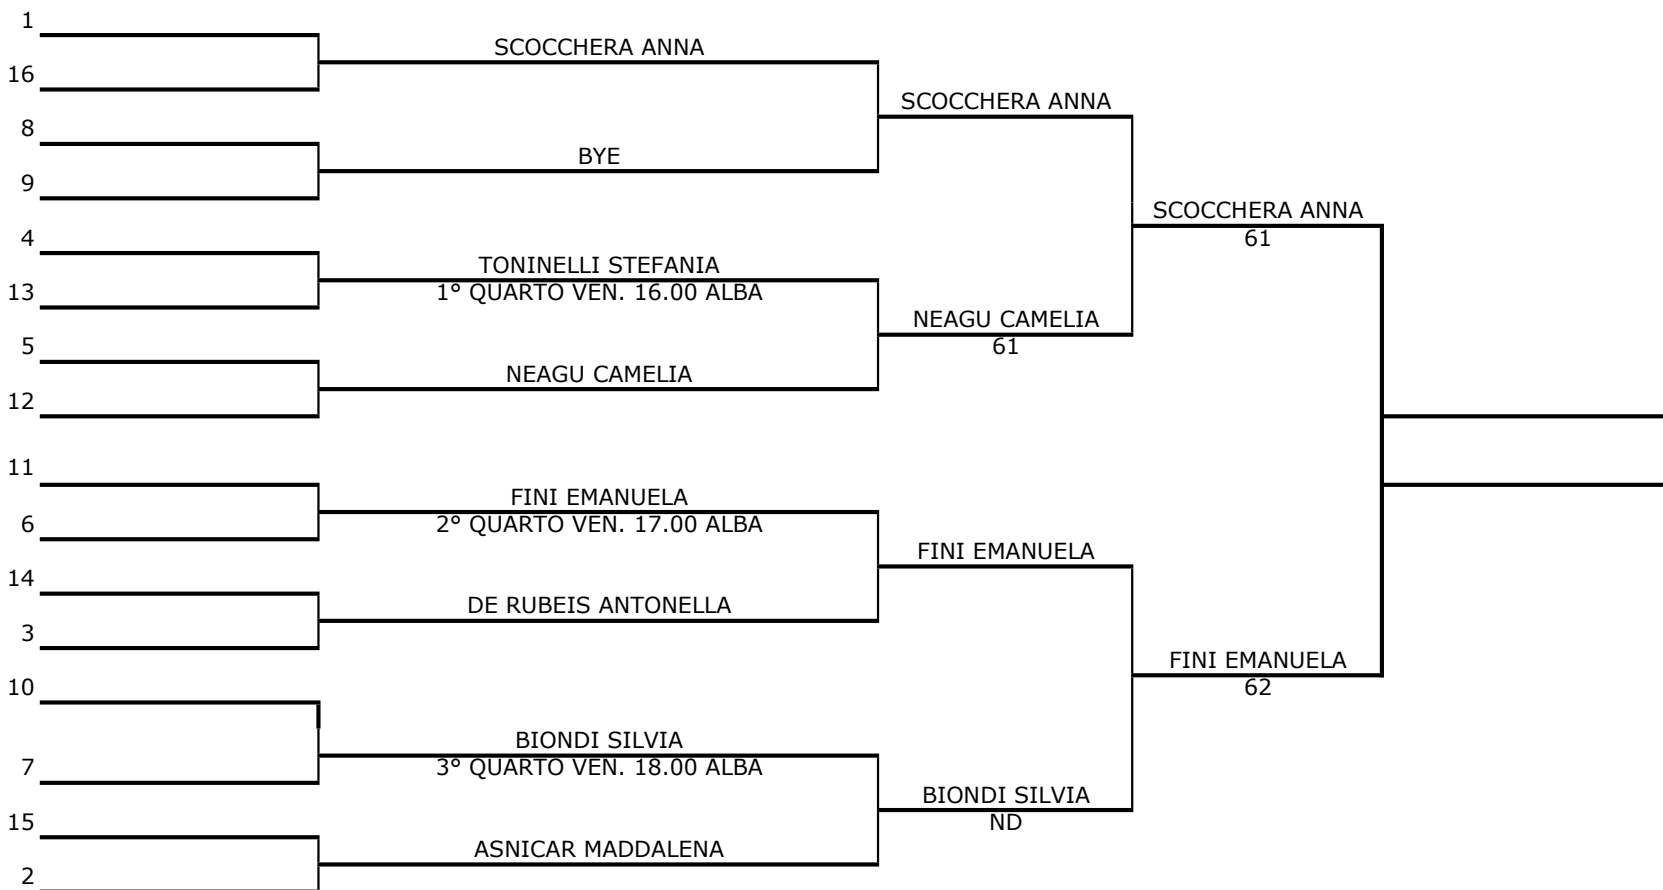 1
SCOCCHERA ANNA
16
SCOCCHERA ANNA
8
BYE
9
SCOCCHERA ANNA
4
61
TONINELLI STEFANIA
13
1° QUARTO VEN. 16.00 ALBA
NEAGU CAMELIA
5
61
NEAGU CAMELIA
12
11
FINI EMANUELA
6
2° QUARTO VEN. 17.00 ALBA
FINI EMANUELA
14
DE RUBEIS ANTONELLA
3
FINI EMANUELA
10
62
BIONDI SILVIA
7
3° QUARTO VEN. 18.00 ALBA
BIONDI SILVIA
15
ND
ASNICAR MADDALENA
2